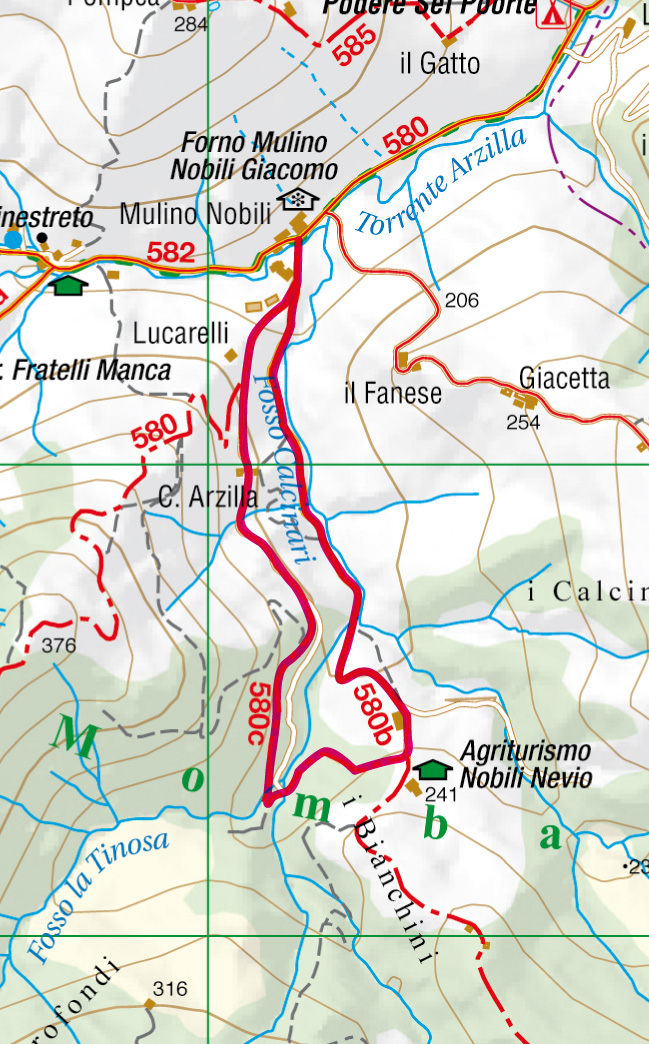 Podere Sei Poorte
284
585
il Gatto
580
Forno Mulino
Nobili Giacomo
Torrente Arzilla
Mulino Nobili
582
206
Lucarelli
Fratelli Manca
il Fanese
Giacetta
254
580
Fosso Calcinari
C. Arzilla
i Calcin
376
580c
580b
M
o
m
b
a
Agriturismo
Nobili Nevio
241
i Bianchini
Fosso la Tinosa
316